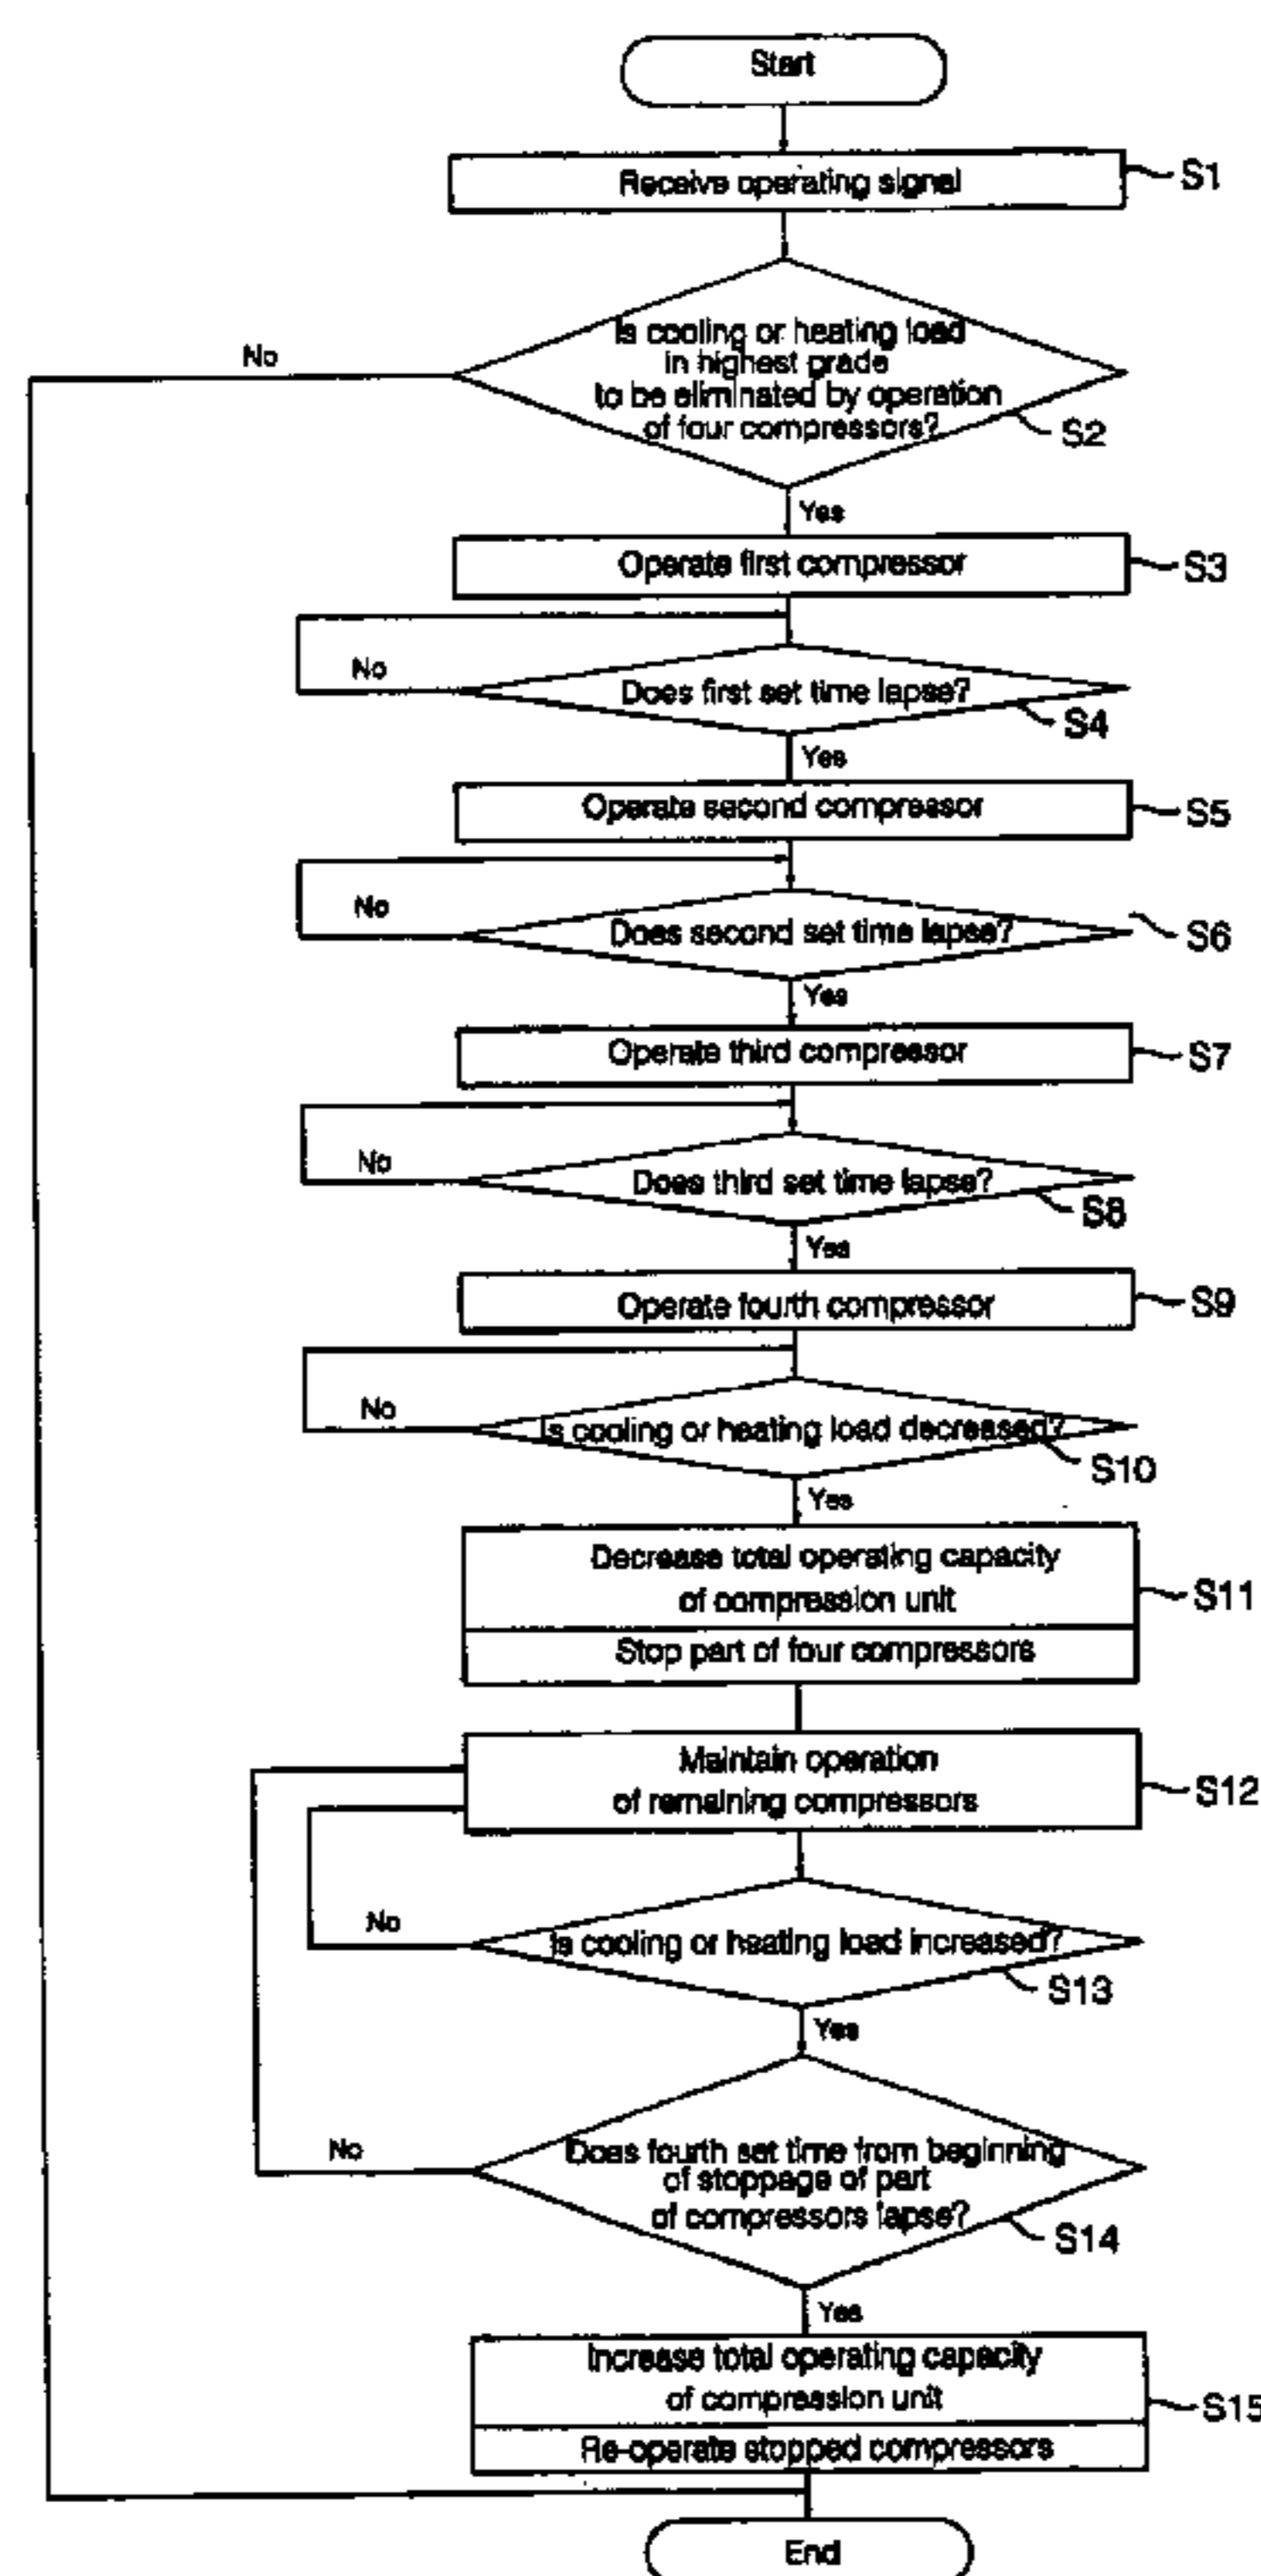 Start
Receive operating signal
S1
Is cooling or heating load
in highest grade
to be eliminated by operation
of four compressors?
S2
No
Yes
Operate first compressor
S3
No
Does first set time lapse?
S4
Yes
Operate second compressor
S5
No
Does second set time lapse?
S6
Yes
Operate third compressor
S7
No
Does third set time lapse?
S8
Yes
Operate fourth compressor
S9
No
Is cooling or heating load decreased?
S10
Yes
Decrease total operating capacity
of compression unit
S11
Stop part of four compressors
Maintain operation
of remaining compressors
S12
No
Is cooling or heating load increased?
S13
Yes
No
Does fourth set time from beginning
of stoppage of part
of compressors lapse?
S14
Yes
Increase total operating capacity
of compression unit
S15
Re-operate stopped compressors
End